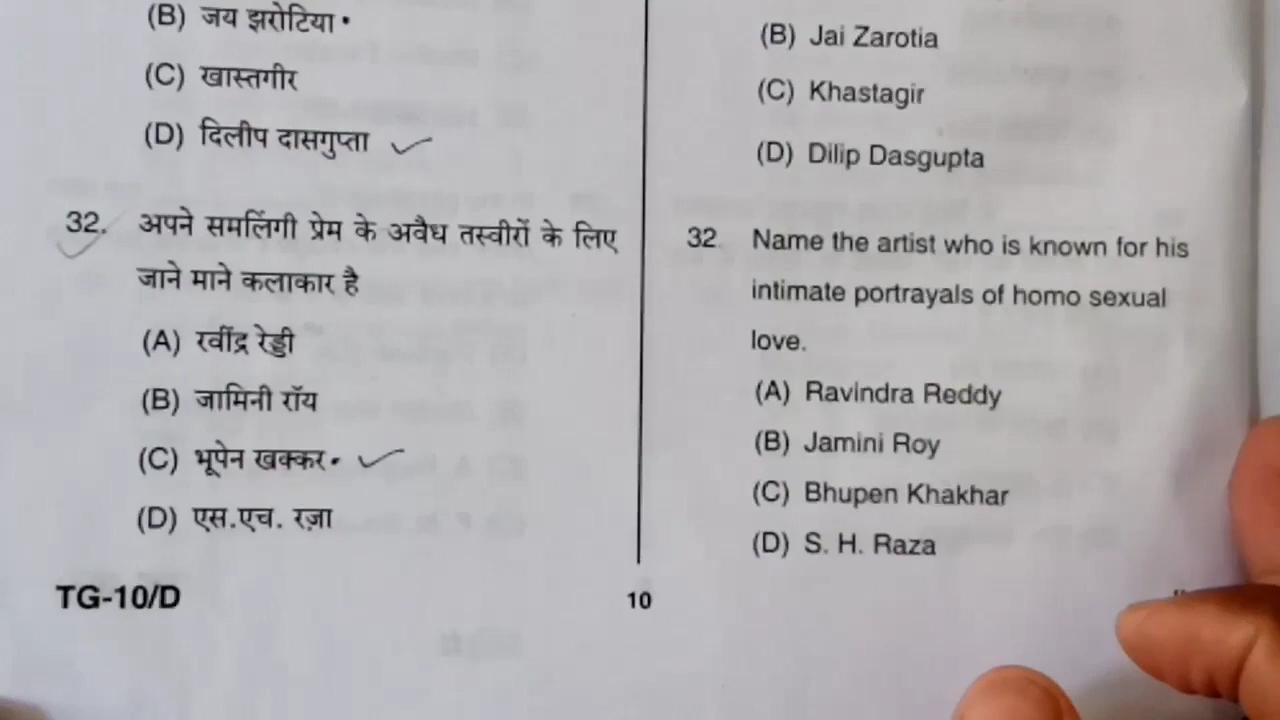 (B) जय झरोटिया
(C) खास्तगीर
(D) दिलीप दासगुप्ता
32. अपने समलिंगी प्रेम के अवैध तस्वीरों के लिए
जाने माने कलाकार है
(A) रवींद्र रेड्डी
(B) जामिनी रॉय
(C) भूपेन खक्कर
(D) एस.एच. रज़ा
(B) Jai Zarotia
(C) Khastagir
(D) Dilip Dasgupta
32. Name the artist who is known for his
intimate portrayals of homo sexual
love.
(A) Ravindra Reddy
(B) Jamini Roy
(C) Bhupen Khakhar
(D) S. H. Raza
TG-10/D
10